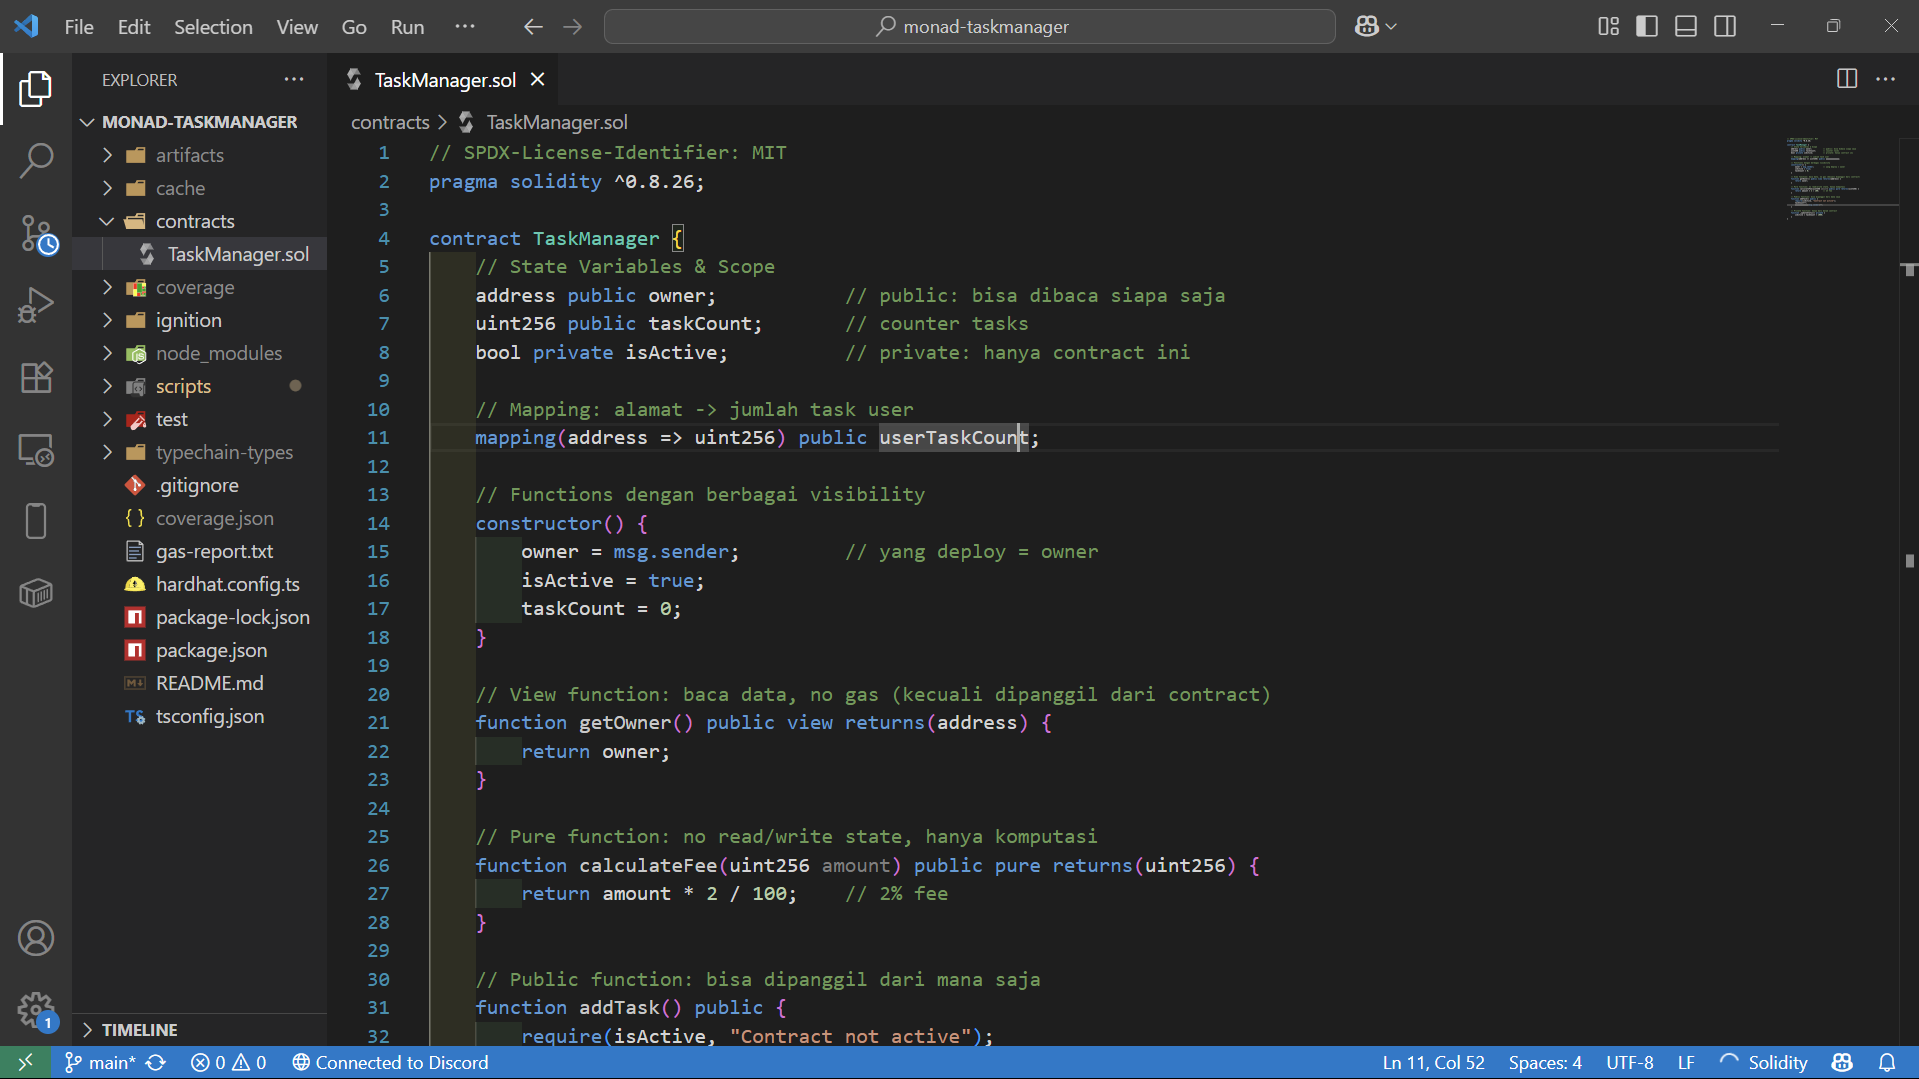 File Edit Selection View Go Run ··· monad-taskmanager
EXPLORER ···
MONAD-TASKMANAGER
artifacts
cache
contracts
TaskManager.sol
coverage
ignition
node_modules
scripts
test
typechain-types
.gitignore
{} coverage.json
gas-report.txt
hardhat.config.ts
package-lock.json
package.json
README.md
TS tsconfig.json
TIMELINE
1
TaskManager.sol
contracts > TaskManager.sol
1 // SPDX-License-Identifier: MIT
2 pragma solidity ^0.8.26;
3
4 contract TaskManager {
5 // State Variables & Scope
6 address public owner; // public: bisa dibaca siapa saja
7 uint256 public taskCount; // counter tasks
8 bool private isActive; // private: hanya contract ini
9
10 // Mapping: alamat -> jumlah task user
11 mapping(address => uint256) public userTaskCount;
12
13 // Functions dengan berbagai visibility
14 constructor() {
15 owner = msg.sender; // yang deploy = owner
16 isActive = true;
17 taskCount = 0;
18 }
19
20 // View function: baca data, no gas (kecuali dipanggil dari contract)
21 function getOwner() public view returns(address) {
22 return owner;
23 }
24
25 // Pure function: no read/write state, hanya komputasi
26 function calculateFee(uint256 amount) public pure returns(uint256) {
27 return amount * 2 / 100; // 2% fee
28 }
29
30 // Public function: bisa dipanggil dari mana saja
31 function addTask() public {
32 require(isActive, "Contract not active");
main* 0 0 Connected to Discord Ln 11, Col 52 Spaces: 4 UTF-8 LF Solidity